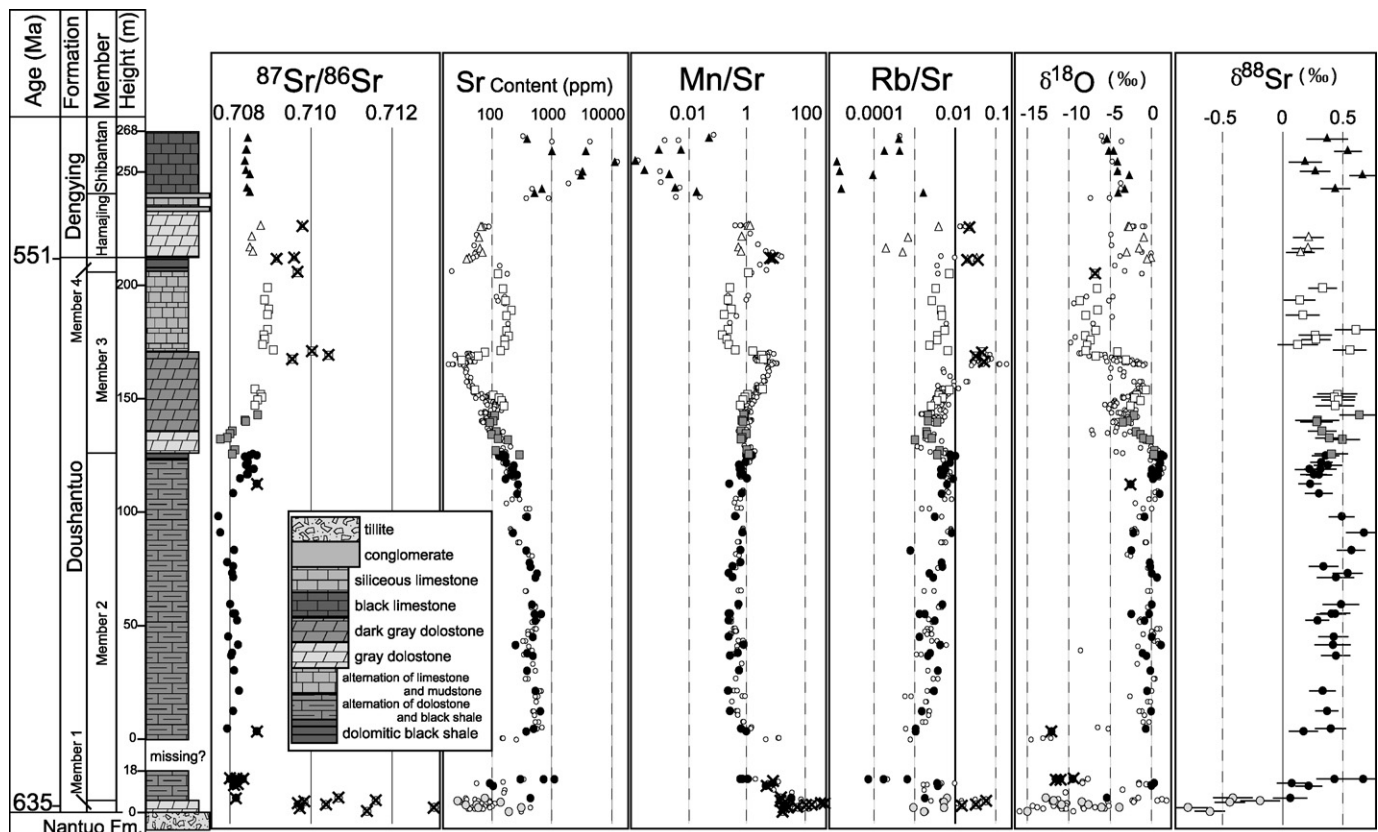 Age (Ma)
Formation
Member
Height (m)
87Sr/86Sr
0.708 0.710 0.712
Sr Content (ppm)
100 1000 10000
Mn/Sr
0.01 1 100
Rb/Sr
0.0001 0.01 0.1
δ18O (‰)
-15 -10 -5 0
δ88Sr (‰)
-0.5 0 0.5
551
635
Dengying
Doushantuo
Shibantan
Hamajing
Member 4
Member 3
Member 2
Member 1
268
250
200
150
100
50
0
missing?
18
0
Nantuo Fm.
tillite
conglomerate
siliceous limestone
black limestone
dark gray dolostone
gray dolostone
alternation of limestone
and mudstone
alternation of dolostone
and black shale
dolomitic black shale